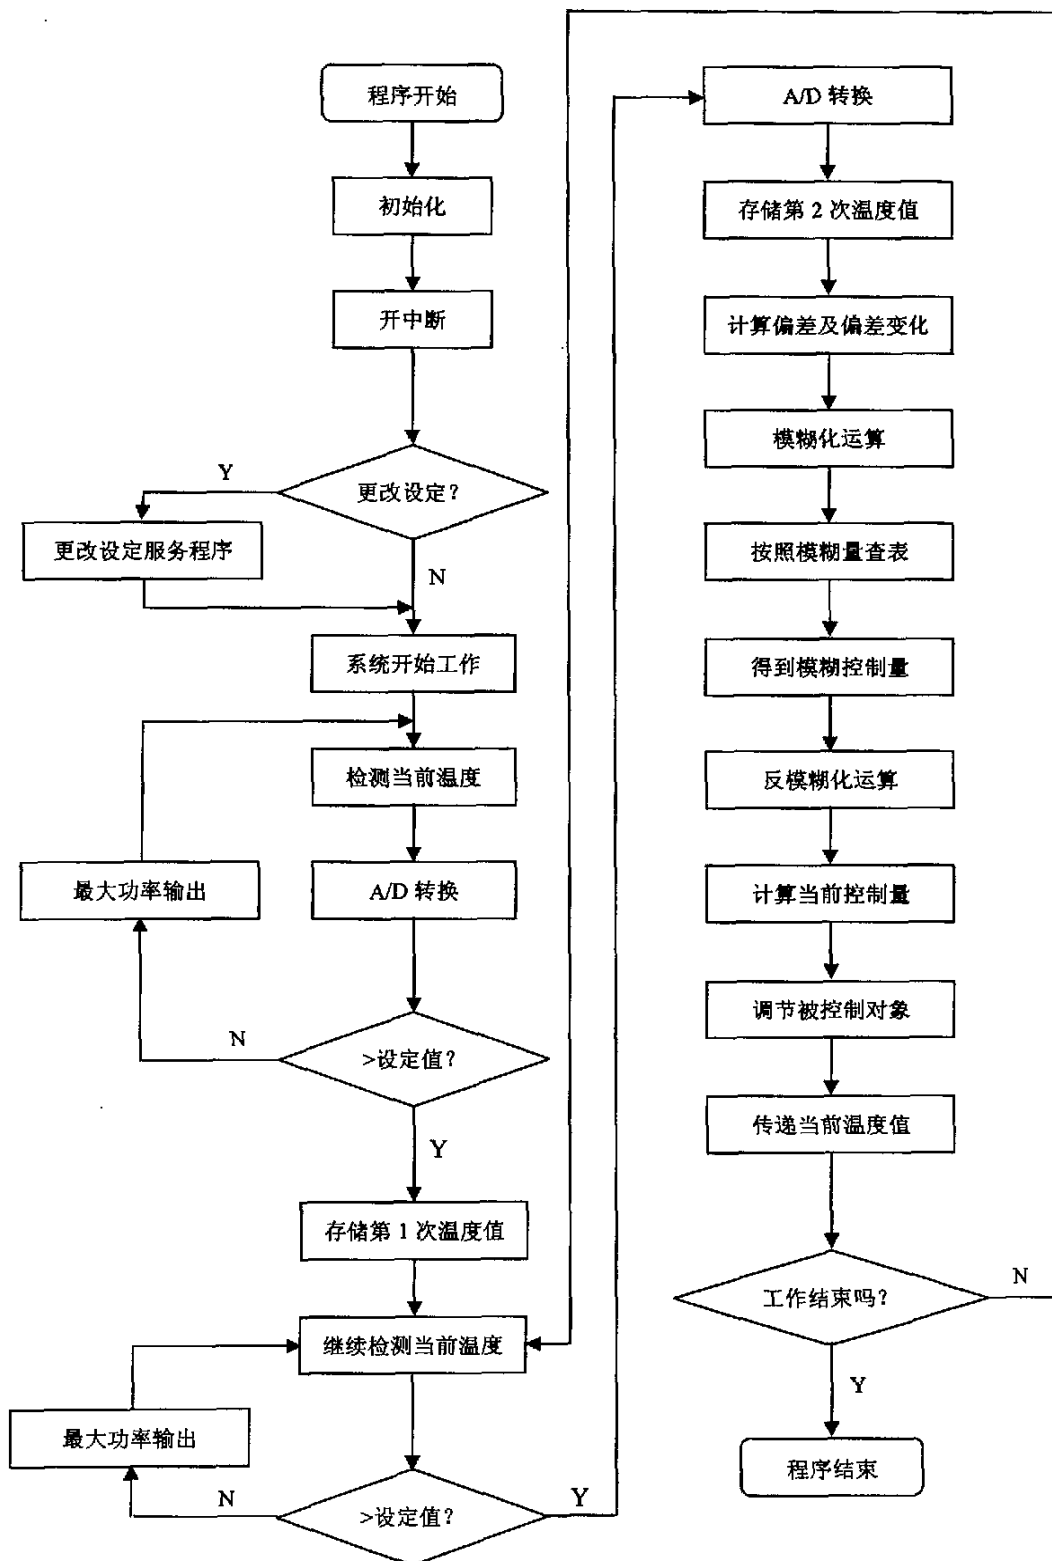 程序开始
初始化
开中断
更改设定？
Y
更改设定服务程序
N
系统开始工作
检测当前温度
最大功率输出
A/D 转换
>设定值？
N
Y
存储第 1 次温度值
继续检测当前温度
最大功率输出
>设定值？
N
Y
A/D 转换
存储第 2 次温度值
计算偏差及偏差变化
模糊化运算
按照模糊量查表
得到模糊控制量
反模糊化运算
计算当前控制量
调节被控制对象
传递当前温度值
工作结束吗？
N
Y
程序结束